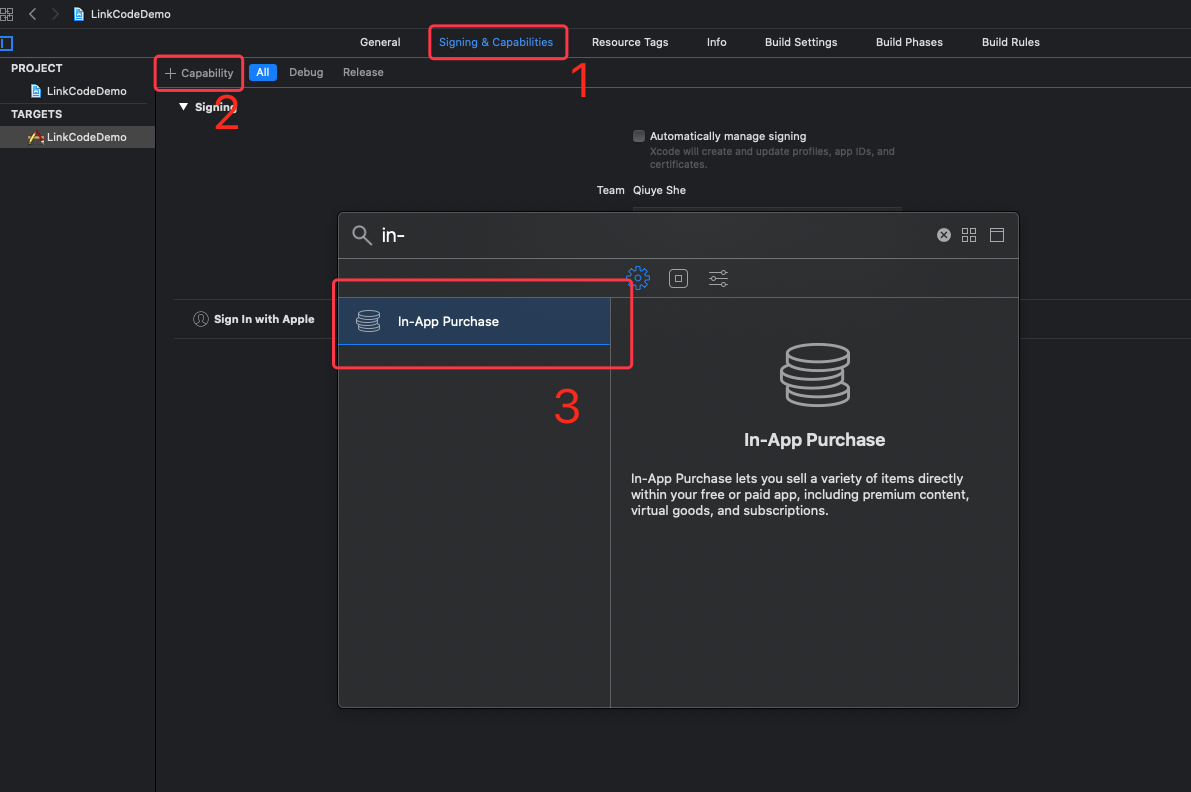 LinkCodeDemo
General
Signing & Capabilities
Resource Tags
Info
Build Settings
Build Phases
Build Rules
PROJECT
LinkCodeDemo
TARGETS
LinkCodeDemo
+ Capability
All
Debug
Release
1
2
Signing
Automatically manage signing
Xcode will create and update profiles, app IDs, and
certificates.
Team Qiuye She
in-
Sign In with Apple
In-App Purchase
3
In-App Purchase
In-App Purchase lets you sell a variety of items directly
within your free or paid app, including premium content,
virtual goods, and subscriptions.